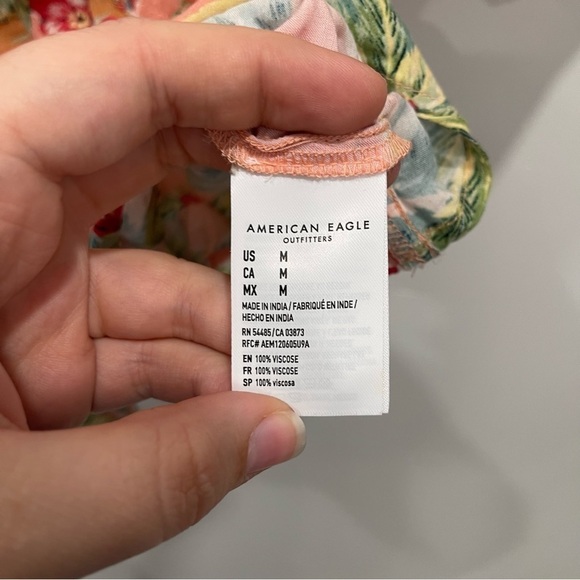 AMERICAN EAGLE
OUTFITTERS
US M
CA M
MX M
MADE IN INDIA / FABRIQUÉ EN INDE /
HECHO EN INDIA
RN 54485 / CA 03873
RFC# AEM120605U9A
EN 100% VISCOSE
FR 100% VISCOSE
SP 100% viscosa